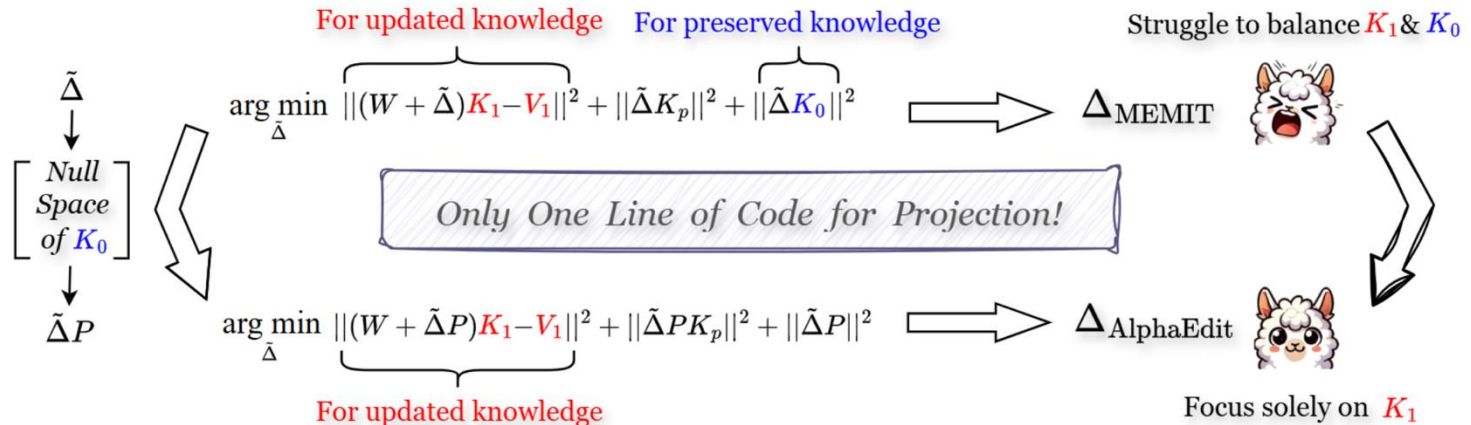 For updated knowledge
For preserved knowledge
Struggle to balance K₁& K₀
Δ̃
Null
Space
of K₀
Δ̃P
arg min ||(W + Δ̃)K₁−V₁||² + ||Δ̃Kₚ||² + ||Δ̃K₀||²
Δ̃
Δ_MEMIT
Only One Line of Code for Projection!
arg min ||(W + Δ̃P)K₁−V₁||² + ||Δ̃PKₚ||² + ||Δ̃P||²
Δ̃
Δ_AlphaEdit
For updated knowledge
Focus solely on K₁